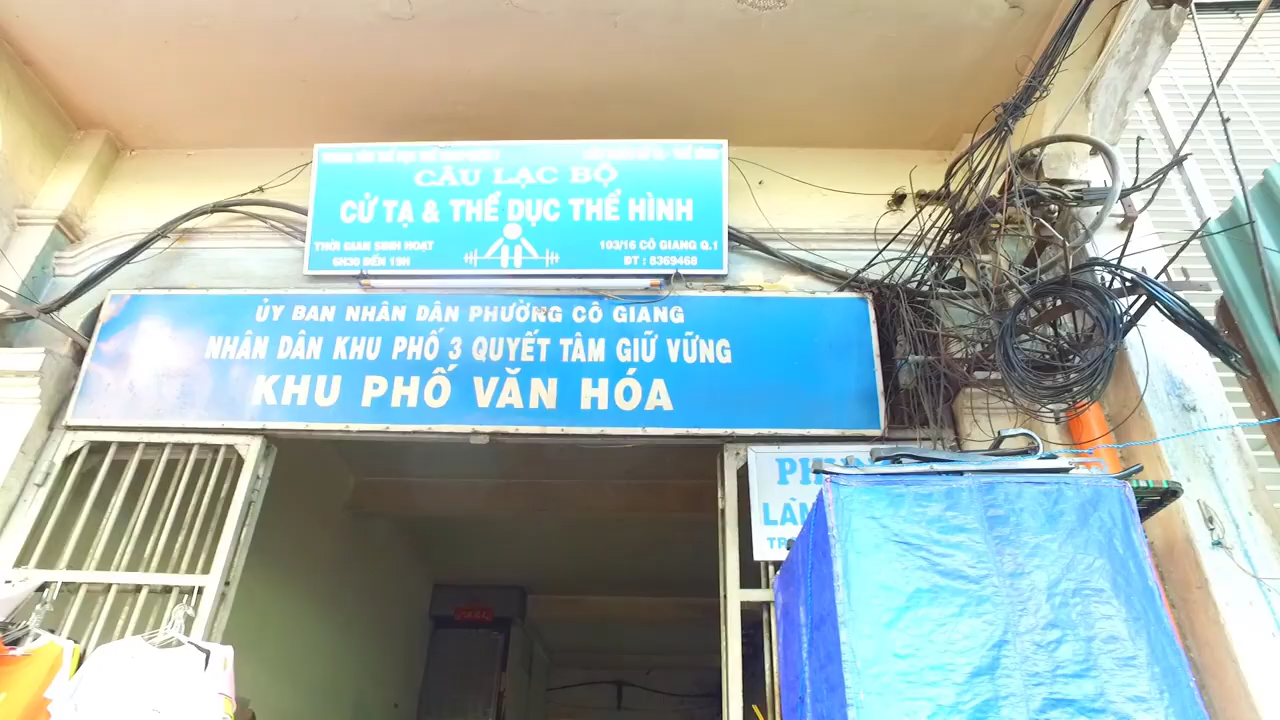 CÂU LẠC BỘ
CỬ TẠ & THỂ DỤC THỂ HÌNH
THỜI GIAN SINH HOẠT
6H30 ĐẾN 19H
103/16 CÔ GIANG Q.1
ĐT : 8369468
ỦY BAN NHÂN DÂN PHƯỜNG CÔ GIANG
NHÂN DÂN KHU PHỐ 3 QUYẾT TÂM GIỮ VỮNG
KHU PHỐ VĂN HÓA